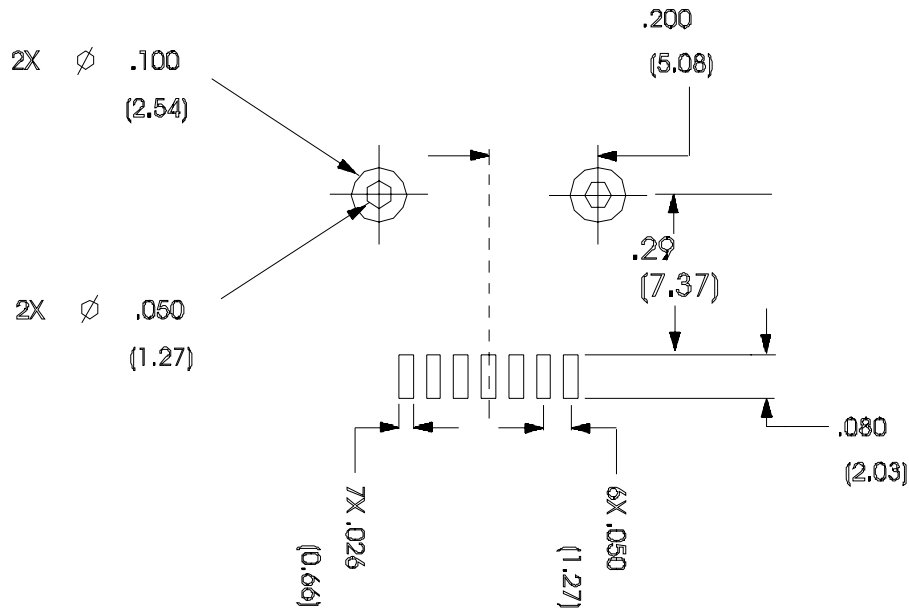 .200
(5.08)
2X ⌀ .100
(2.54)
.29
(7.37)
2X ⌀ .050
(1.27)
.080
(2.03)
7X .026
(0.66)
6X .050
(1.27)